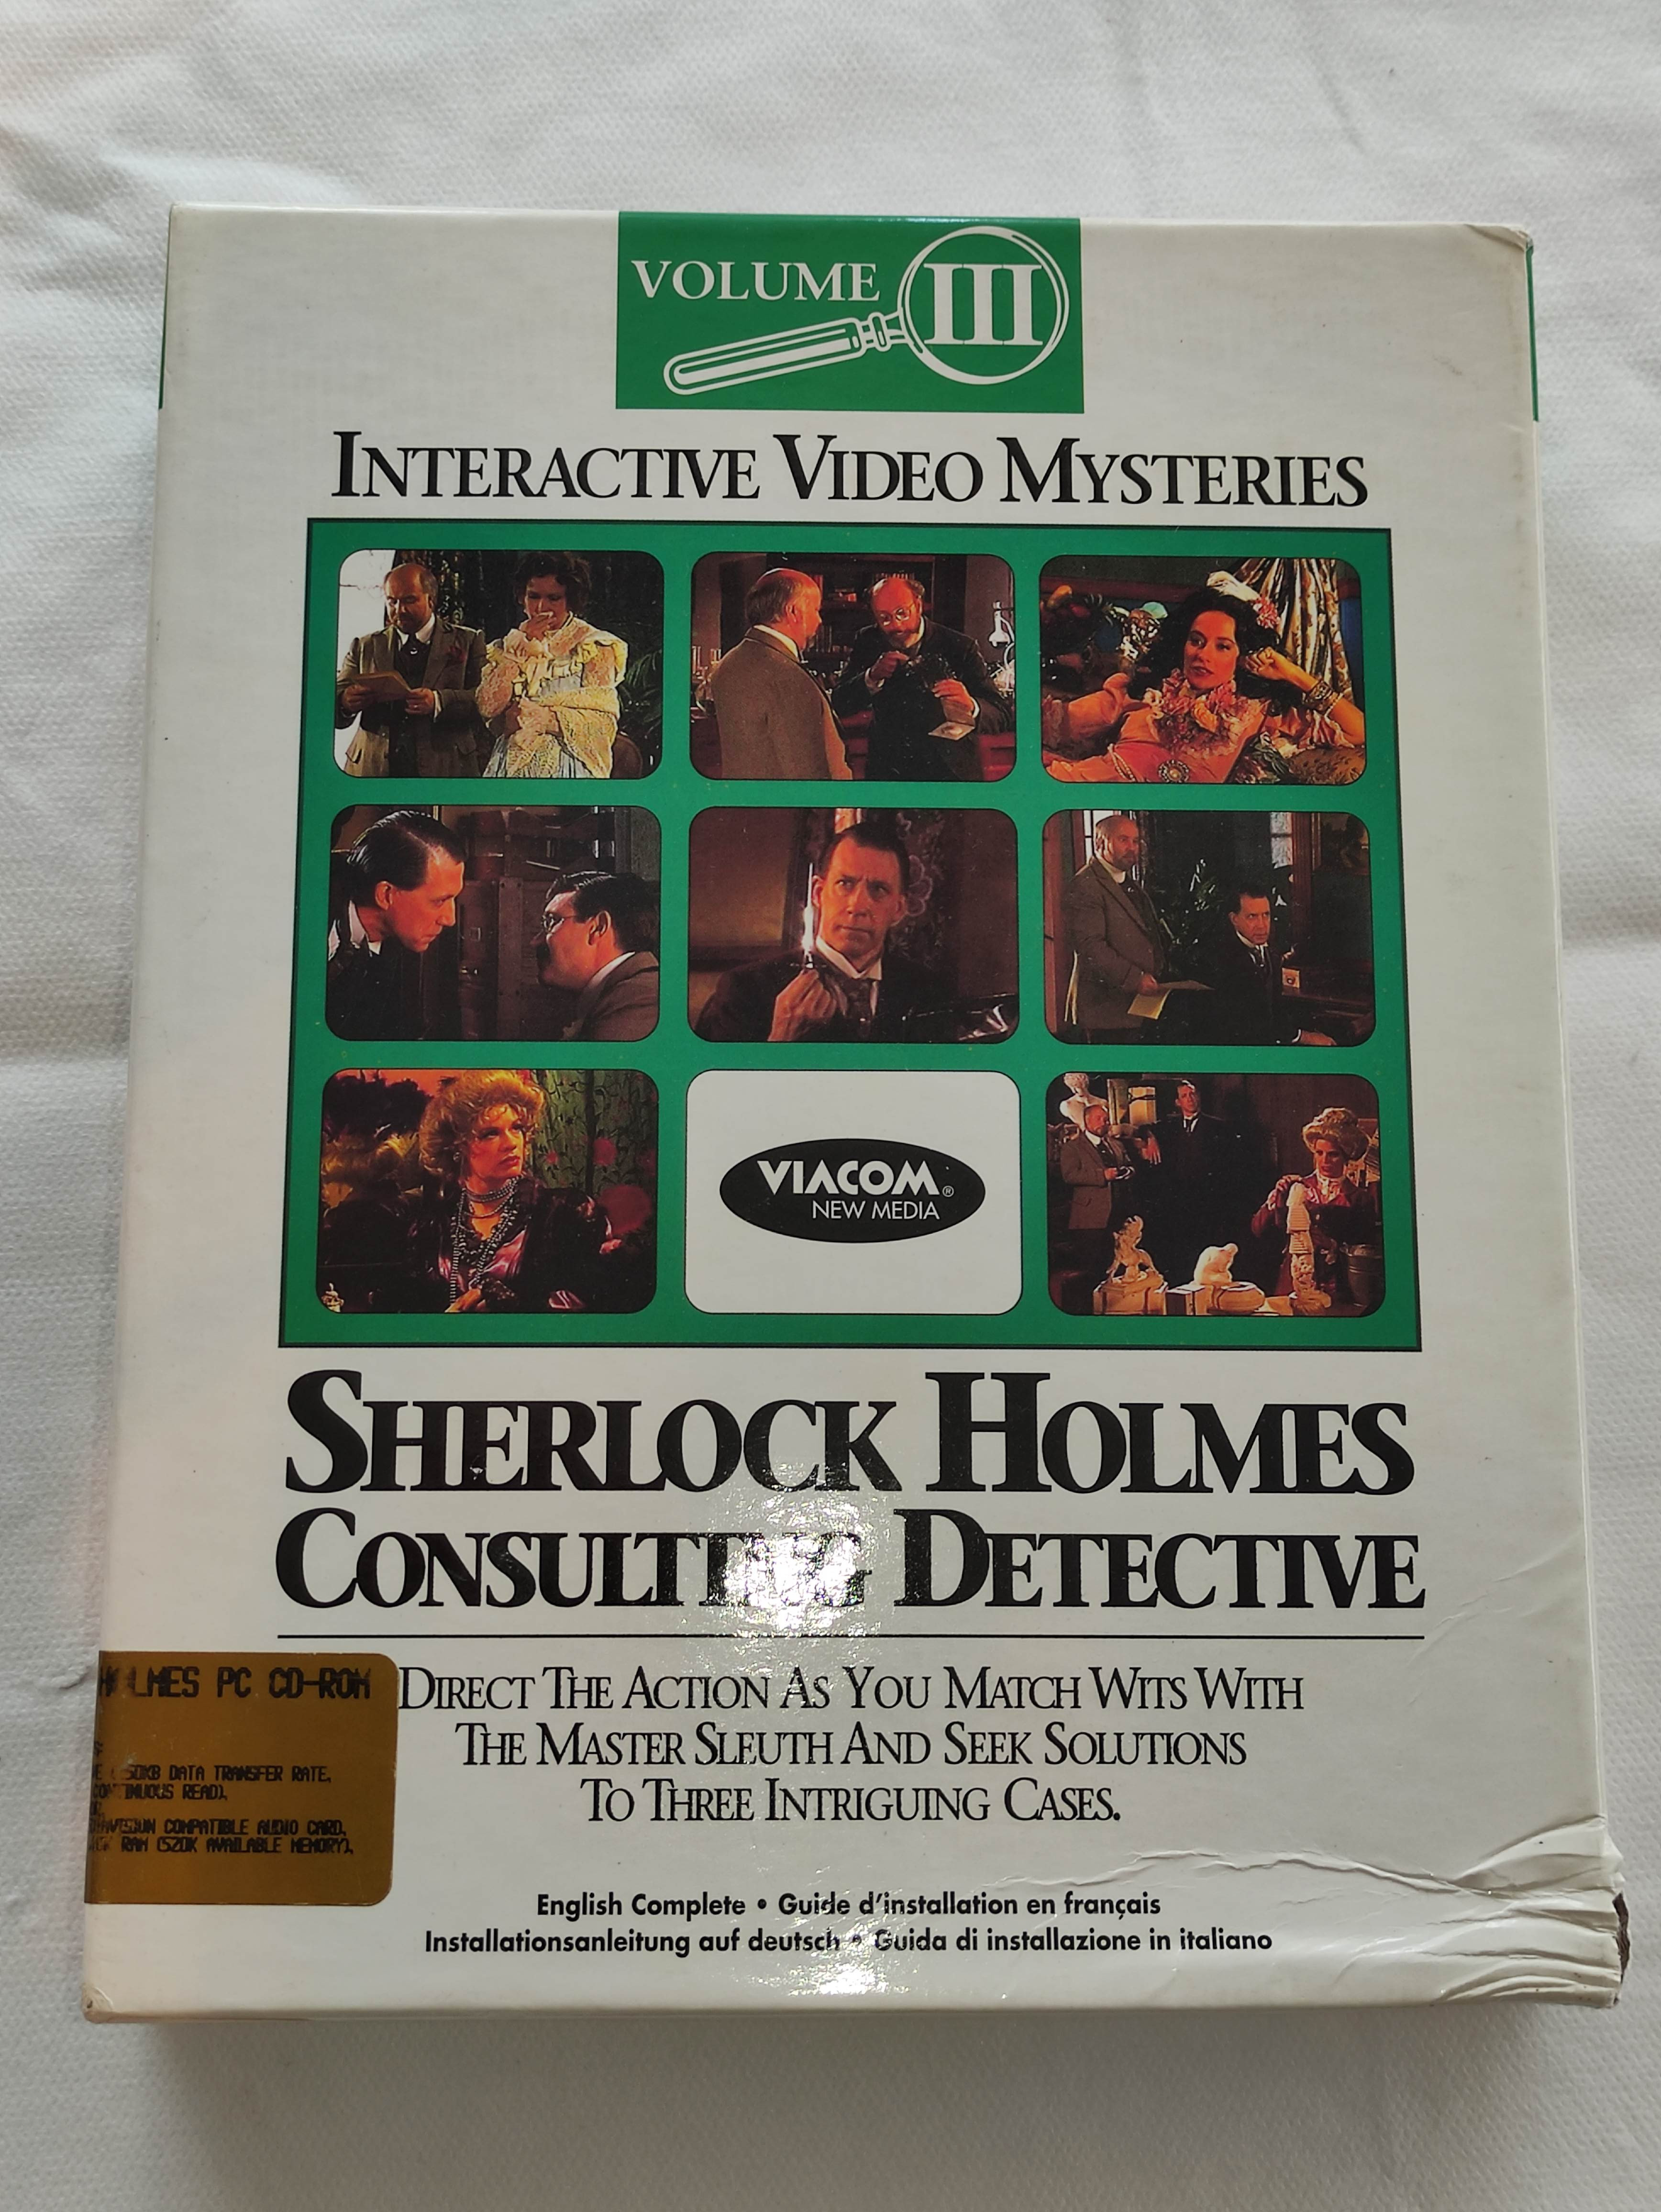 VOLUME III
INTERACTIVE VIDEO MYSTERIES
VIACOM®
NEW MEDIA
SHERLOCK HOLMES
CONSULTING DETECTIVE
HOLMES PC CD-ROM
DATA TRANSFER RATE,
READ),
COMPATIBLE AUDIO CARD,
RAM (520K AVAILABLE MEMORY),
DIRECT THE ACTION AS YOU MATCH WITS WITH
THE MASTER SLEUTH AND SEEK SOLUTIONS
TO THREE INTRIGUING CASES.
English Complete • Guide d'installation en français
Installationsanleitung auf deutsch • Guida di installazione in italiano